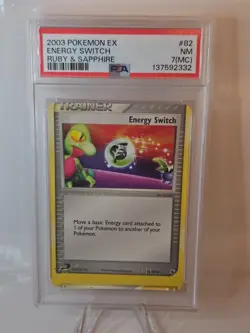 2003 POKEMON EX #82
ENERGY SWITCH NM
RUBY & SAPPHIRE 7(MC)
PSA 137592332
TRAINER
Energy Switch
Move a basic Energy card attached to
1 of your Pokémon to another of your
Pokémon.